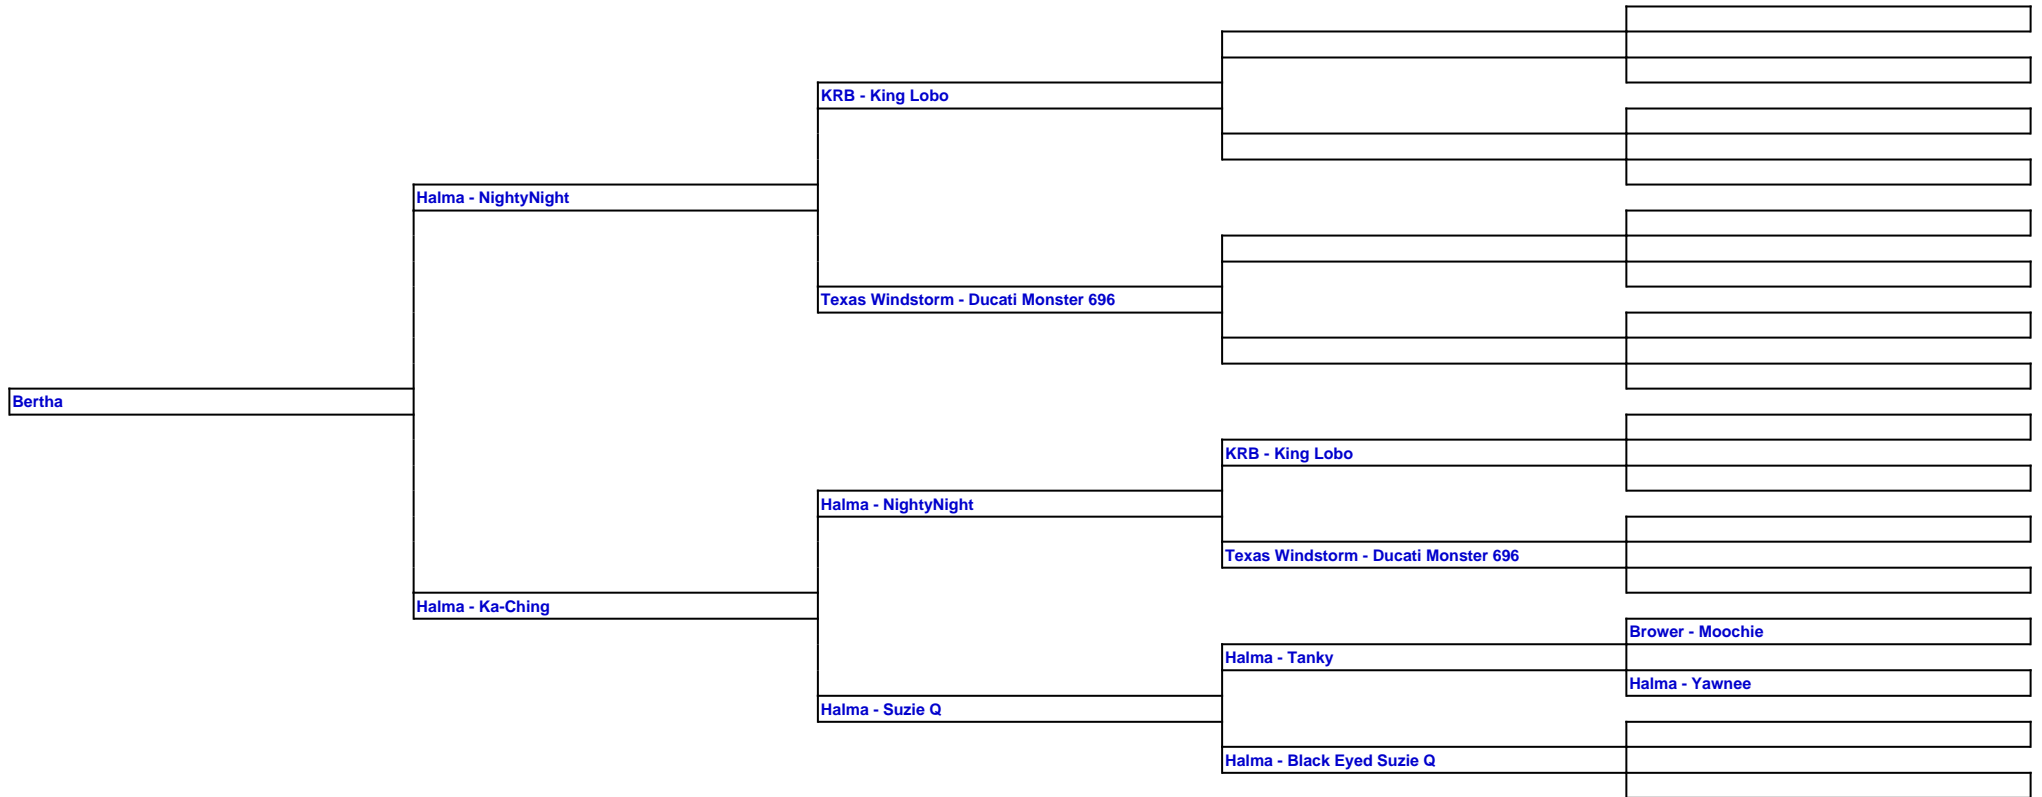 KRB - King Lobo
Halma - NightyNight
Texas Windstorm - Ducati Monster 696
Bertha
KRB - King Lobo
Halma - NightyNight
Texas Windstorm - Ducati Monster 696
Halma - Ka-Ching
Brower - Moochie
Halma - Tanky
Halma - Yawnee
Halma - Suzie Q
Halma - Black Eyed Suzie Q